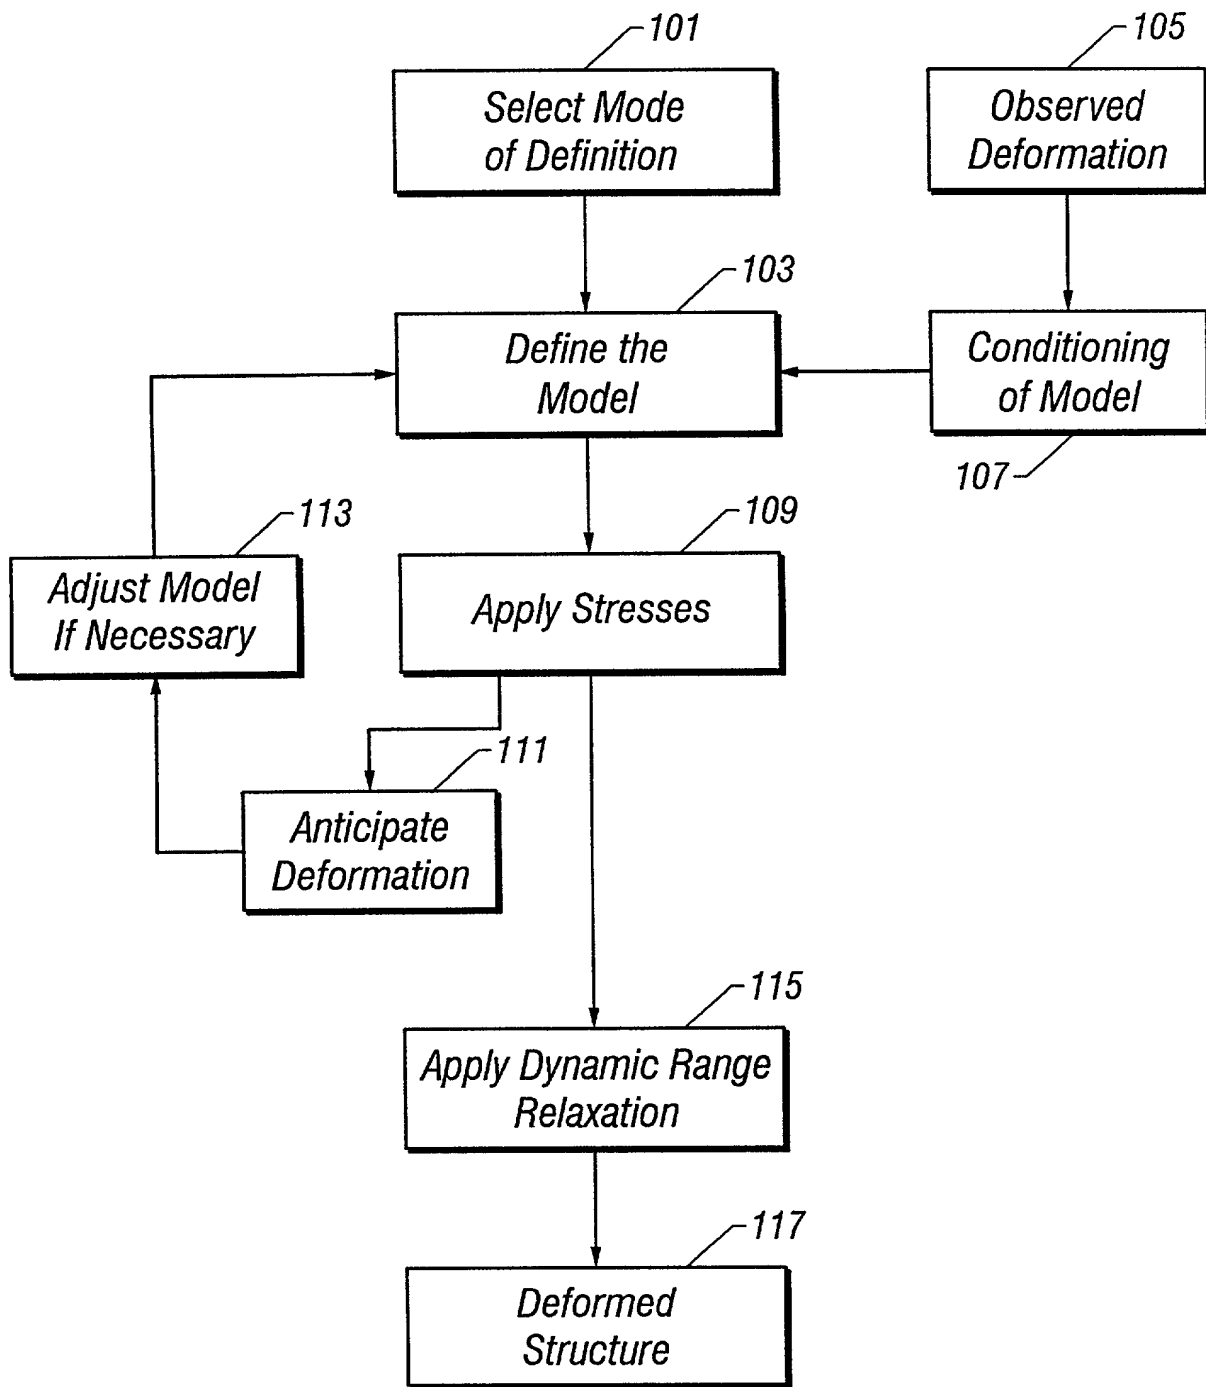 101
Select Mode
of Definition
105
Observed
Deformation
103
Define the
Model
Conditioning
of Model
107
113
Adjust Model
If Necessary
109
Apply Stresses
111
Anticipate
Deformation
115
Apply Dynamic Range
Relaxation
117
Deformed
Structure